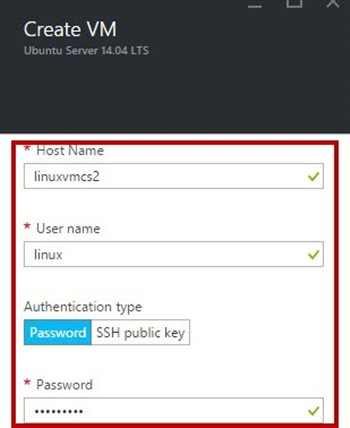 Create VM
Ubuntu Server 14.04 LTS
* Host Name
linuxvmcs2
* User name
linux
Authentication type
Password SSH public key
* Password
•••••••••